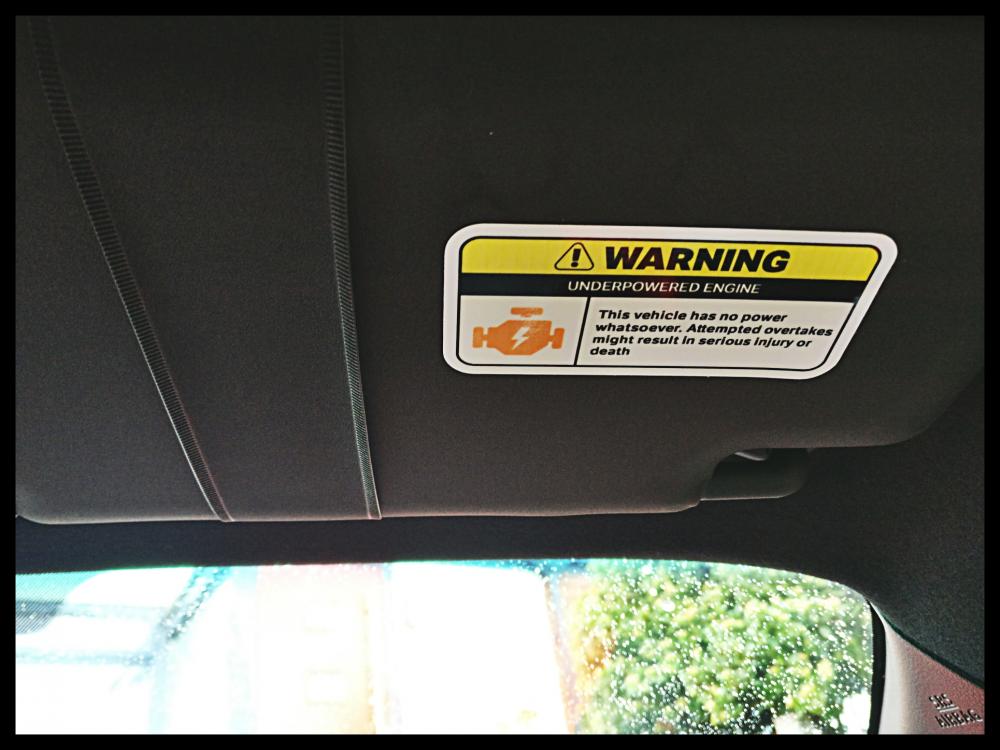 WARNING
UNDERPOWERED ENGINE
This vehicle has no power
whatsoever. Attempted overtakes
might result in serious injury or
death
SRS
AIRBAG